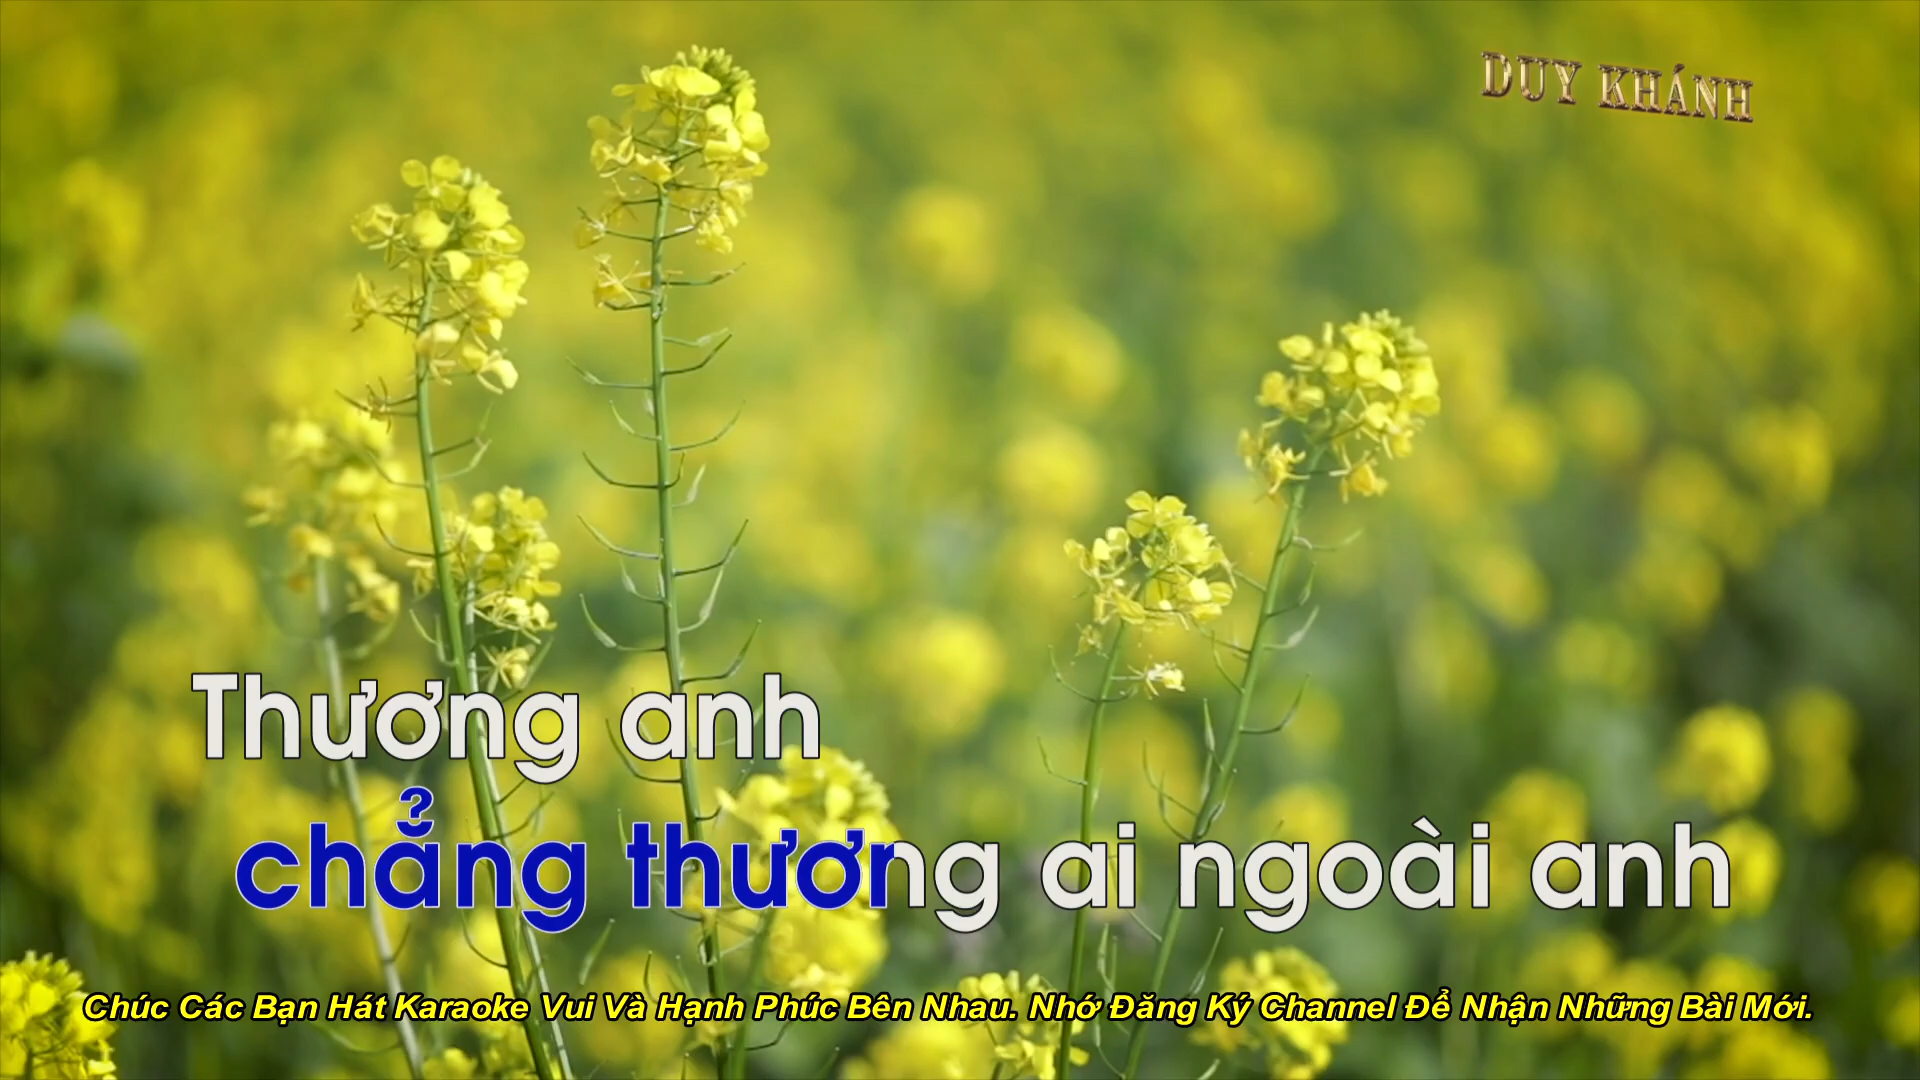 DUY KHÁNH
Thương anh
chẳng thương ai ngoài anh
Chúc Các Bạn Hát Karaoke Vui Và Hạnh Phúc Bên Nhau. Nhớ Đăng Ký Channel Để Nhận Những Bài Mới.